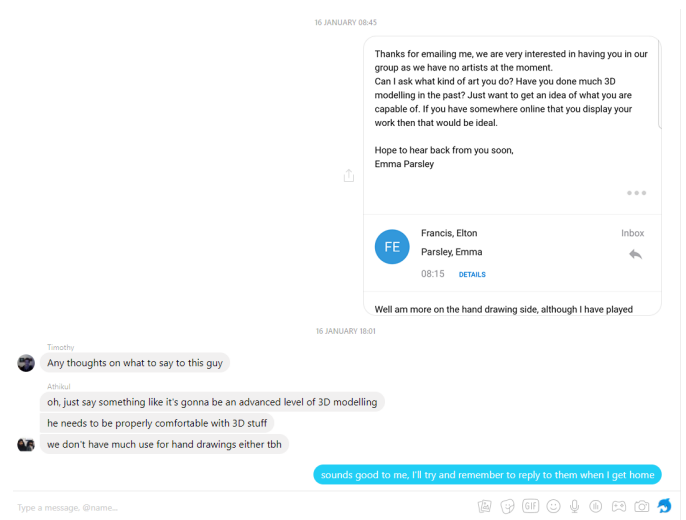 16 JANUARY 08:45
Thanks for emailing me, we are very interested in having you in our
group as we have no artists at the moment.
Can I ask what kind of art you do? Have you done much 3D
modelling in the past? Just want to get an idea of what you are
capable of. If you have somewhere online that you display your
work then that would be ideal.
Hope to hear back from you soon,
Emma Parsley
FE
Francis, Elton
Inbox
Parsley, Emma
08:15 DETAILS
Well am more on the hand drawing side, although I have played
16 JANUARY 18:01
Timothy
Any thoughts on what to say to this guy
Athikul
oh, just say something like it's gonna be an advanced level of 3D modelling
he needs to be properly comfortable with 3D stuff
we don't have much use for hand drawings either tbh
sounds good to me, i'll try and remember to reply to them when I get home
Type a message, @name...
GIF